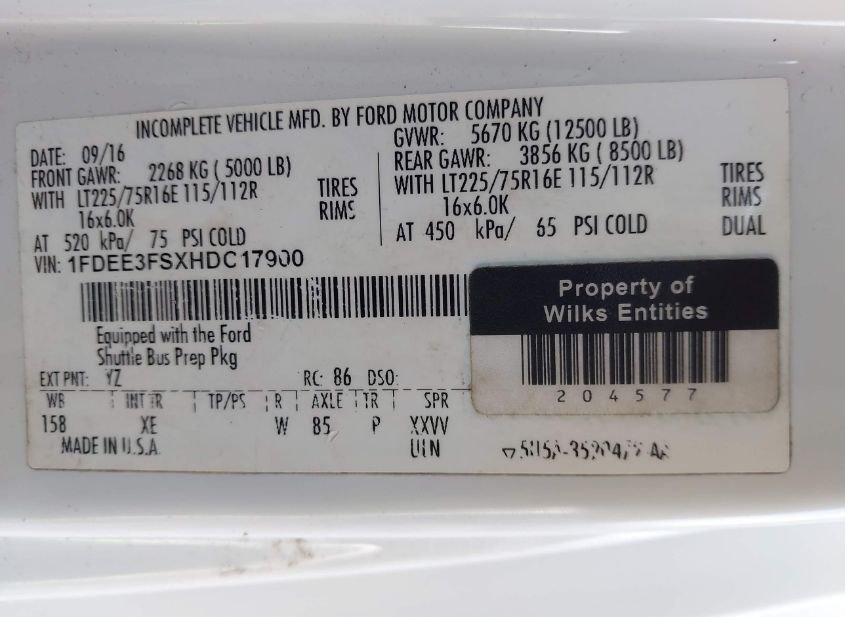 INCOMPLETE VEHICLE MFD. BY FORD MOTOR COMPANY
DATE: 09/16
FRONT GAWR: 2268 KG ( 5000 LB)
WITH LT225/75R16E 115/112R TIRES
16x6.0K RIMS
AT 520 kPa/ 75 PSI COLD
GVWR: 5670 KG (12500 LB)
REAR GAWR: 3856 KG ( 8500 LB)
WITH LT225/75R16E 115/112R TIRES
16x6.0K RIMS
AT 450 kPa/ 65 PSI COLD DUAL
VIN: 1FDEE3FSXHDC17900
Equipped with the Ford
Shuttle Bus Prep Pkg
EXT PNT: YZ RC: 86 DSO:
WB INT TR TP/PS R AXLE TR SPR
158 XE W 85 P XXVV
MADE IN U.S.A. ULN
Property of
Wilks Entities
204577